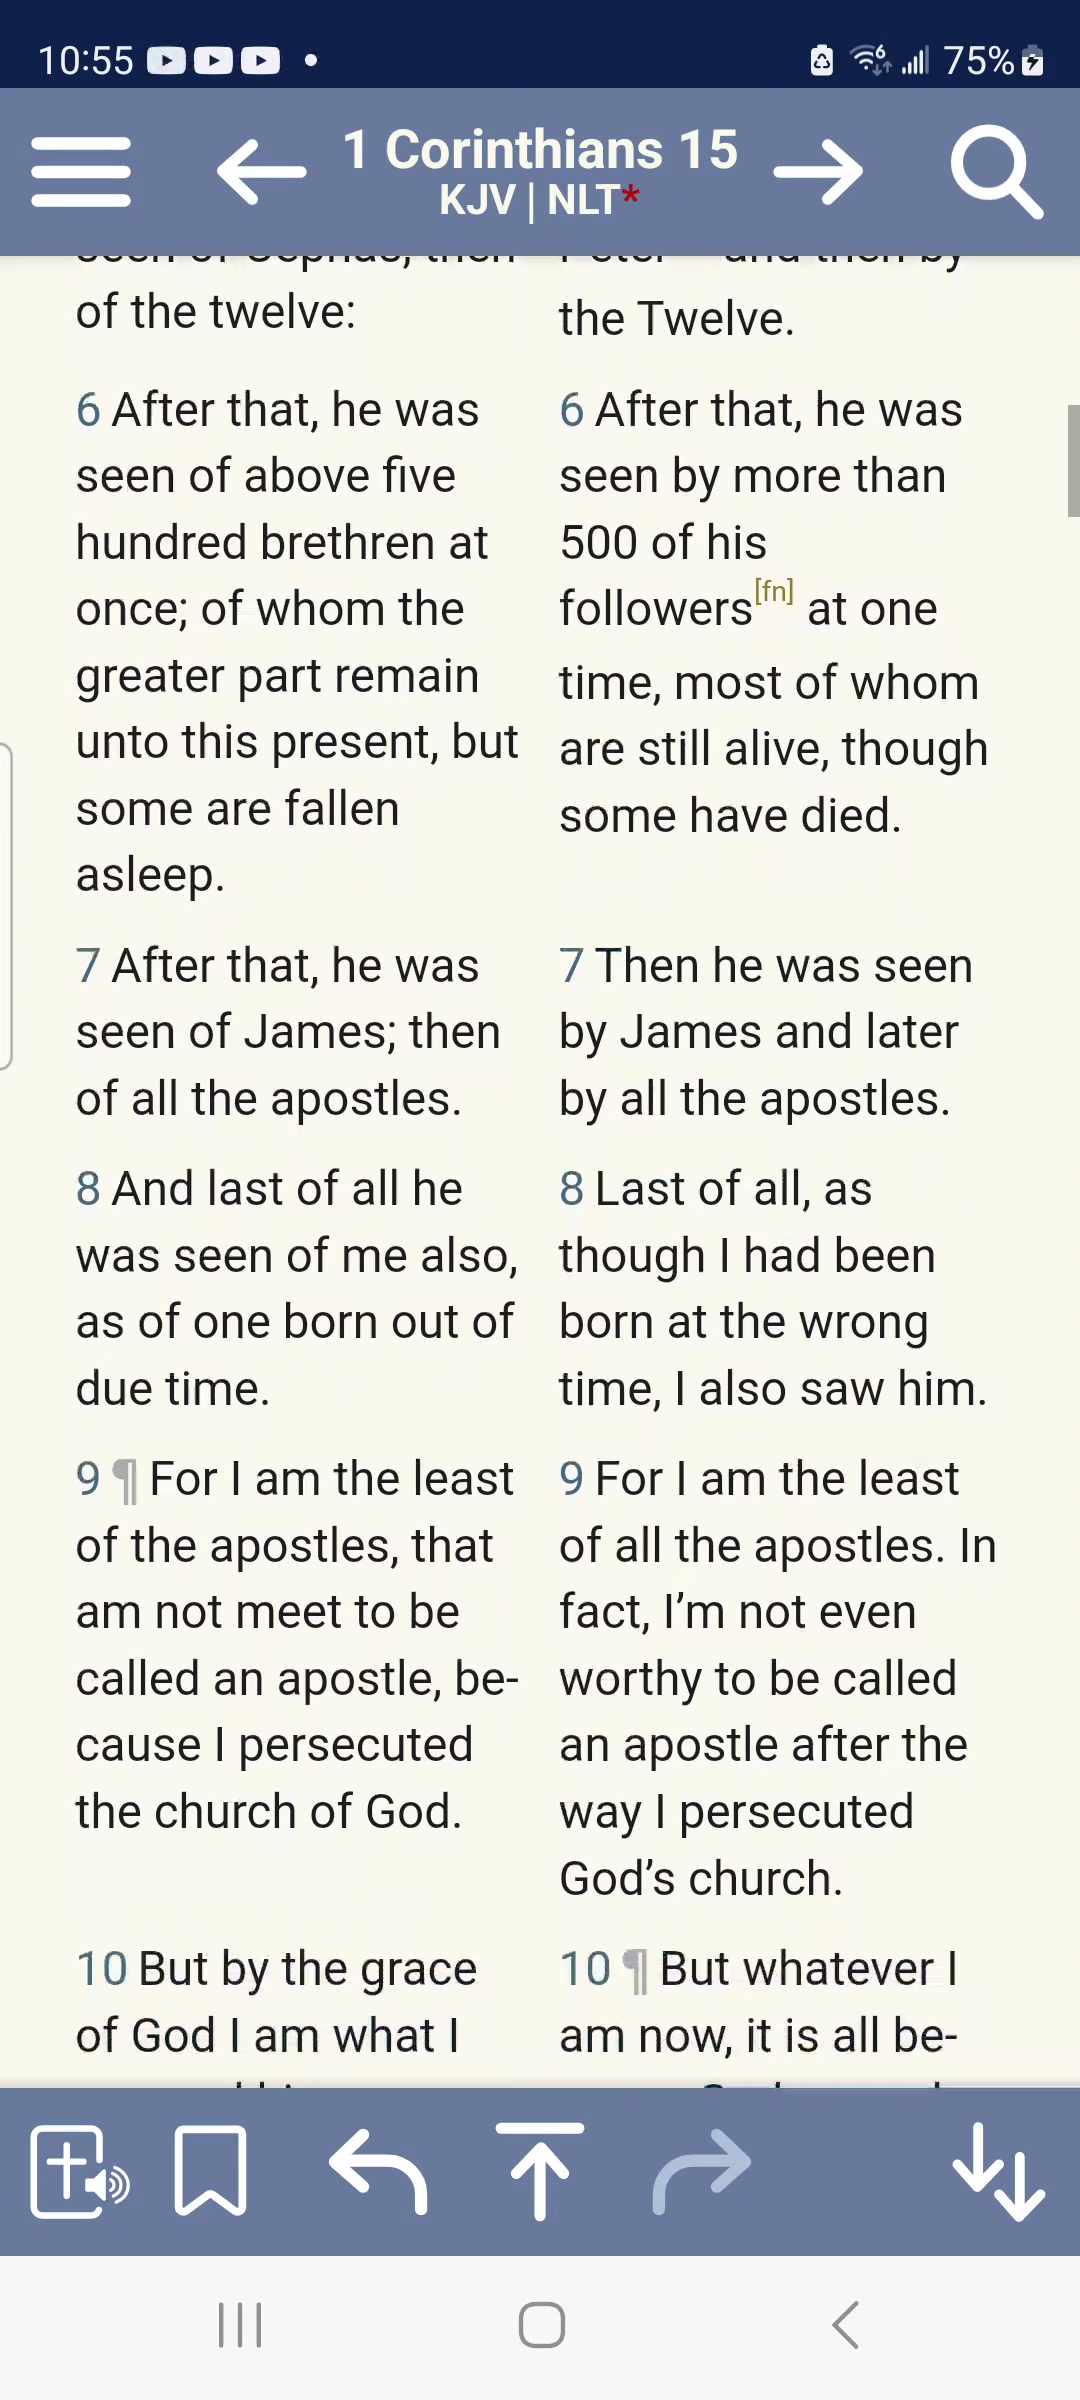 10:55
75%
1 Corinthians 15
KJV | NLT*
of the twelve:
6 After that, he was
seen of above five
hundred brethren at
once; of whom the
greater part remain
unto this present, but
some are fallen
asleep.
7 After that, he was
seen of James; then
of all the apostles.
8 And last of all he
was seen of me also,
as of one born out of
due time.
9 ¶ For I am the least
of the apostles, that
am not meet to be
called an apostle, be-
cause I persecuted
the church of God.
10 But by the grace
of God I am what I
the Twelve.
6 After that, he was
seen by more than
500 of his
followers[fn] at one
time, most of whom
are still alive, though
some have died.
7 Then he was seen
by James and later
by all the apostles.
8 Last of all, as
though I had been
born at the wrong
time, I also saw him.
9 For I am the least
of all the apostles. In
fact, I’m not even
worthy to be called
an apostle after the
way I persecuted
God’s church.
10 ¶ But whatever I
am now, it is all be-